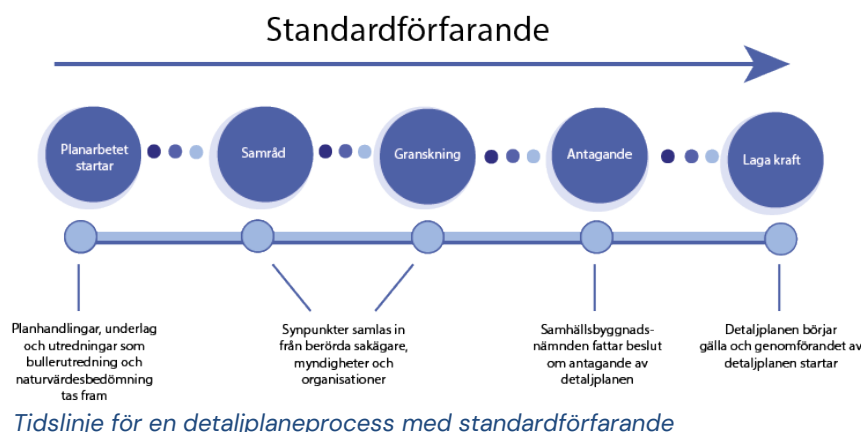 Standardförfarande
Planarbetet
startar
Samråd
Granskning
Antagande
Laga kraft
Planhandlingar, underlag
och utredningar som
bullerutredning och
naturvärdesbedömning
tas fram
Synpunkter samlas in
från berörda sakägare,
myndigheter och
organisationer
Samhällsbyggnads-
nämnden fattar beslut
om antagande av
detaljplanen
Detaljplanen börjar
gälla och genomförandet av
detaljplanen startar
Tidslinje för en detaljplaneprocess med standardförfarande